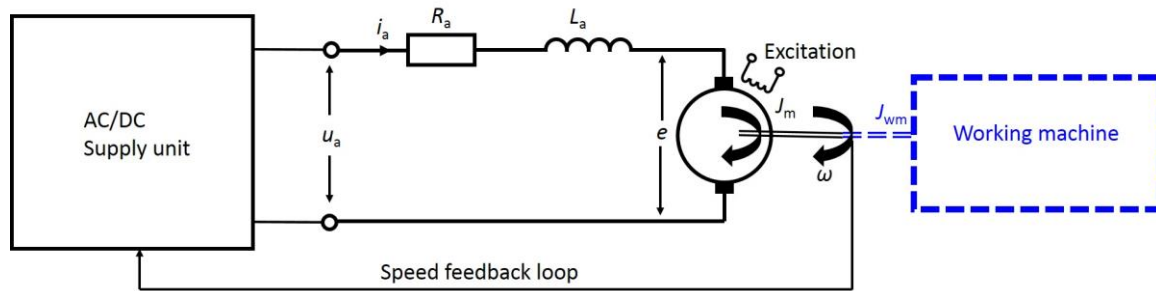 AC/DC
Supply unit
u_a
i_a
R_a
L_a
e
Excitation
J_m
ω
J_wm
Working machine
Speed feedback loop